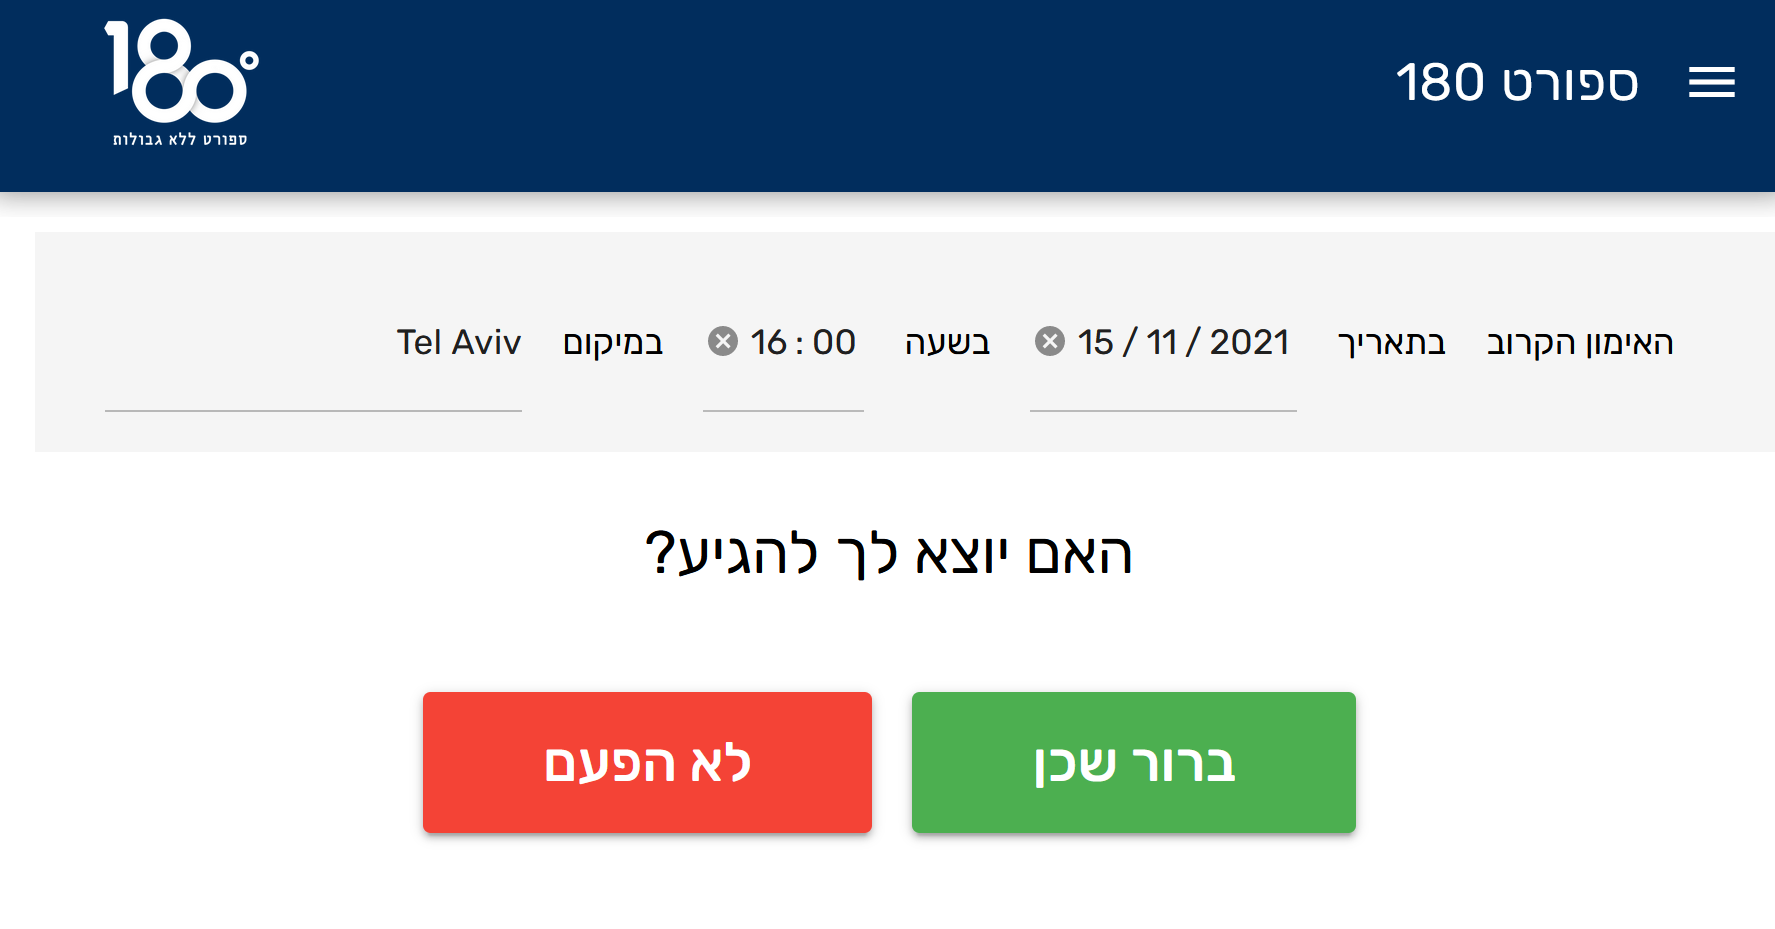 ספורט 180
180°
ספורט ללא גבולות
האימון הקרוב בתאריך 15 / 11 / 2021 בשעה 16 : 00 במיקום Tel Aviv
האם יוצא לך להגיע?
ברור שכן
לא הפעם